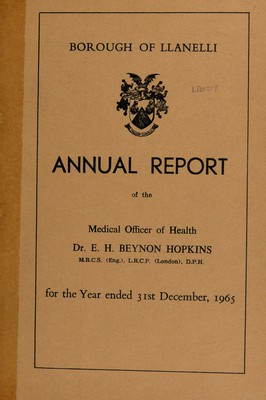 BOROUGH OF LLANELLI
ANNUAL REPORT
of the
Medical Officer of Health
Dr. E. H. BEYNON HOPKINS
M.R.C.S. (Eng.), L.R.C.P. (London), D.P.H.
for the Year ended 31st December, 1965